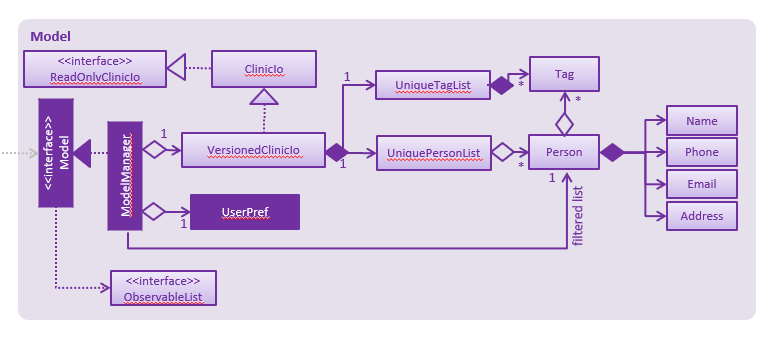 Model
<<interface>>
ReadOnlyClinicIo
ClinicIo
1
UniqueTagList
*
Tag
*
<<interface>>
Model
ModelManager
1
VersionedClinicIo
1
UniquePersonList
*
Person
1
Name
Phone
Email
Address
1
UserPref
filtered list
<<interface>>
ObservableList